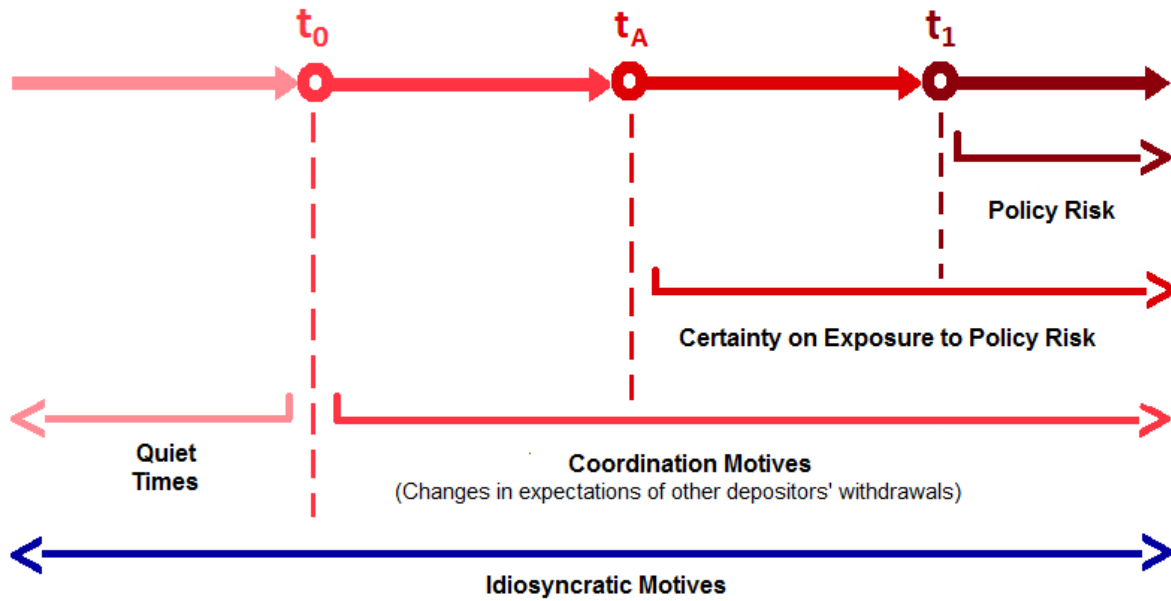 t0 tA t1
Policy Risk
Certainty on Exposure to Policy Risk
Quiet
Times
Coordination Motives
(Changes in expectations of other depositors' withdrawals)
Idiosyncratic Motives